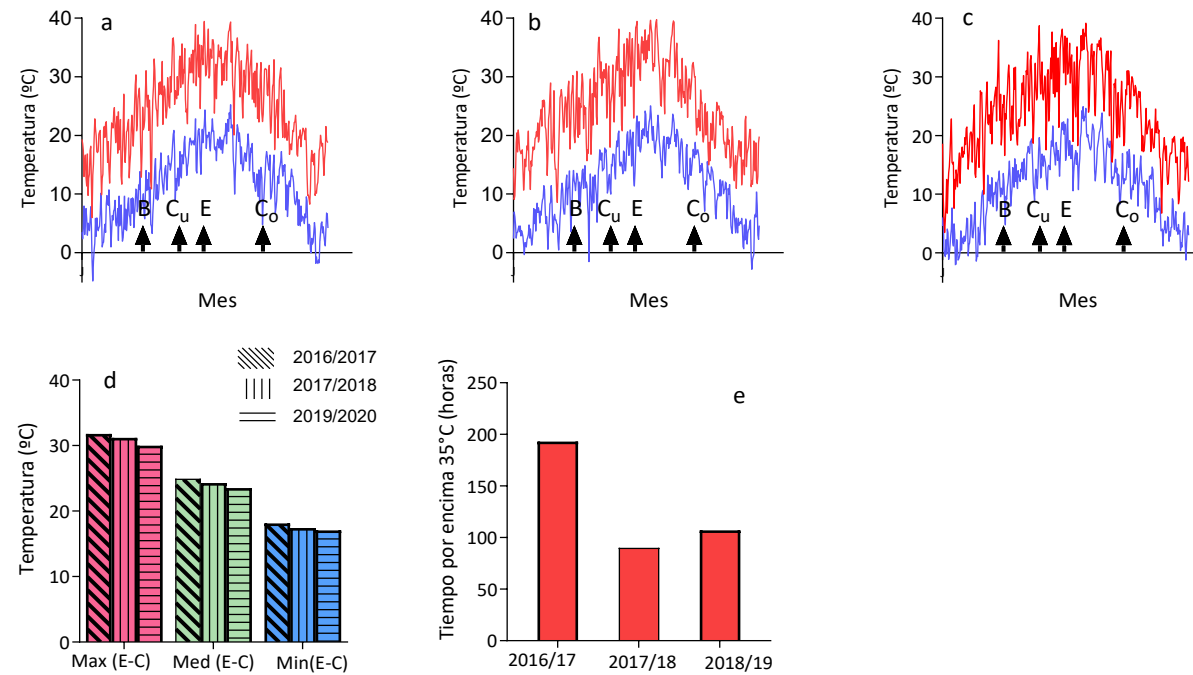 a
Temperatura (ºC)
40
30
20
10
0
B
Cu
E
Co
Mes
b
Temperatura (ºC)
40
30
20
10
0
B
Cu
E
Co
Mes
c
Temperatura (ºC)
40
30
20
10
0
B
Cu
E
Co
Mes
d
2016/2017
2017/2018
2019/2020
Temperatura (ºC)
40
30
20
10
0
Max (E-C)
Med (E-C)
Min(E-C)
e
Tiempo por encima 35°C (horas)
250
200
150
100
50
0
2016/17
2017/18
2018/19